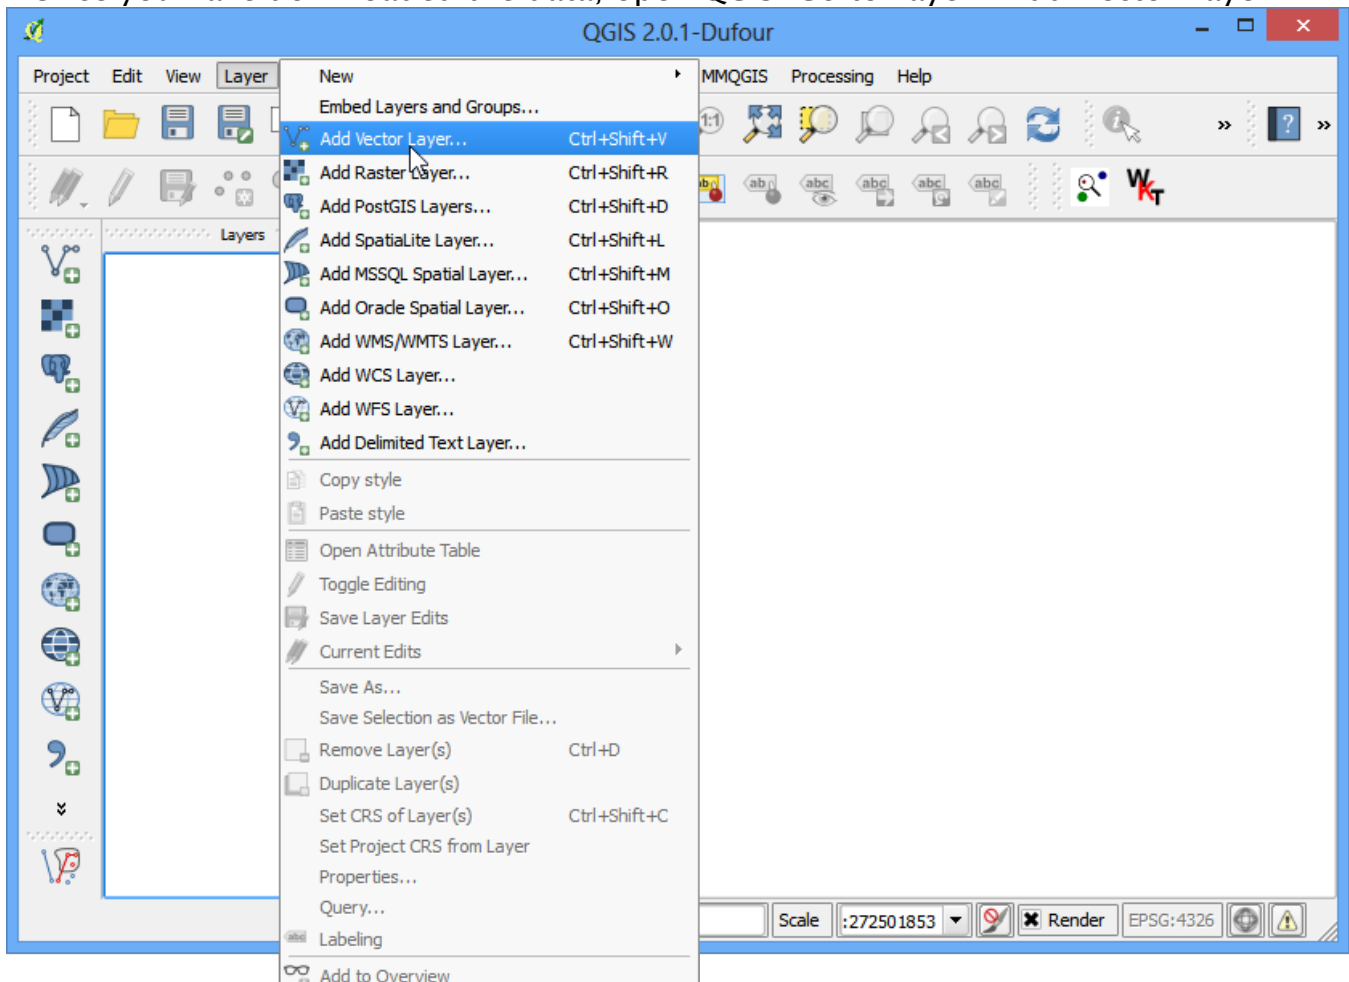 QGIS 2.0.1-Dufour
Project Edit View Layer MMQGIS Processing Help
New
Embed Layers and Groups...
Add Vector Layer... Ctrl+Shift+V
Add Raster Layer... Ctrl+Shift+R
Add PostGIS Layers... Ctrl+Shift+D
Layers
Add SpatiaLite Layer... Ctrl+Shift+L
Add MSSQL Spatial Layer... Ctrl+Shift+M
Add Oracle Spatial Layer... Ctrl+Shift+O
Add WMS/WMTS Layer... Ctrl+Shift+W
Add WCS Layer...
Add WFS Layer...
Add Delimited Text Layer...
Copy style
Paste style
Open Attribute Table
Toggle Editing
Save Layer Edits
Current Edits
Save As...
Save Selection as Vector File...
Remove Layer(s) Ctrl+D
Duplicate Layer(s)
Set CRS of Layer(s) Ctrl+Shift+C
Set Project CRS from Layer
Properties...
Query...
Labeling
Add to Overview
Scale :272501853 Render EPSG:4326